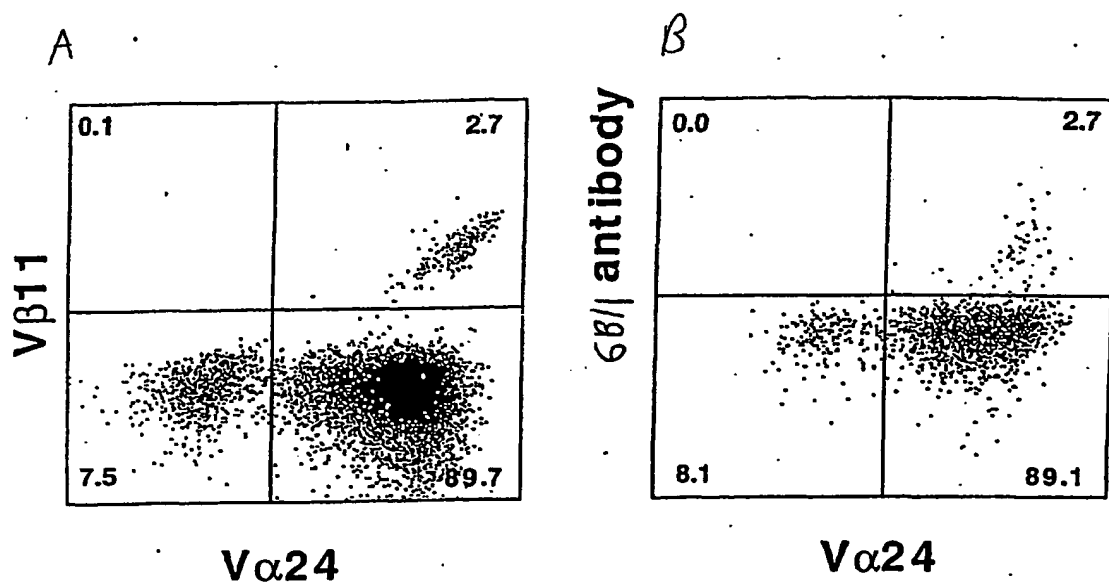 A
Vβ11
0.1
2.7
7.5
89.7
Vα24
B
6B11 antibody
0.0
2.7
8.1
89.1
Vα24